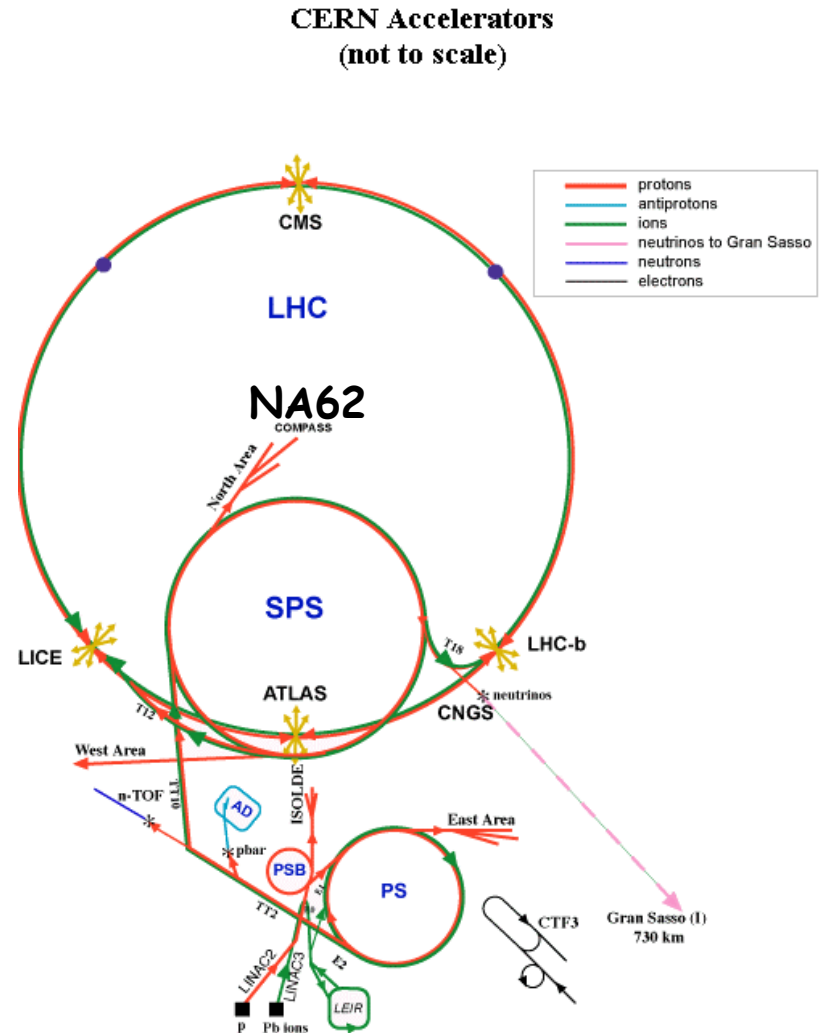 CERN Accelerators
(not to scale)
protons
antiprotons
ions
neutrinos to Gran Sasso
neutrons
electrons
CMS
LHC
NA62
COMPASS
North Area
SPS
T18
LHC-b
LICE
ATLAS
neutrinos
CNGS
T12
West Area
TT10
ISOLDE
n-TOF
AD
East Area
pbar
PSB
PS
TT2
E2
CTF3
Gran Sasso (I)
730 km
LINAC2
LINAC3
LEIR
P
Pb ions